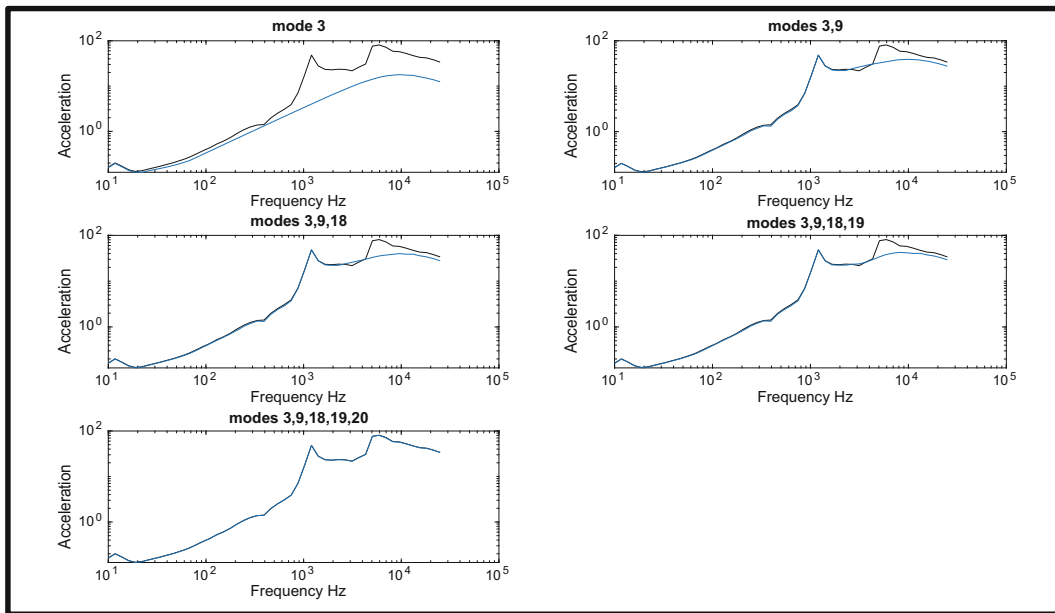 mode 3
10^2
10^0
Acceleration
10^1 10^2 10^3 10^4 10^5
Frequency Hz
modes 3,9
10^2
10^0
Acceleration
10^1 10^2 10^3 10^4 10^5
Frequency Hz
modes 3,9,18
10^2
10^0
Acceleration
10^1 10^2 10^3 10^4 10^5
Frequency Hz
modes 3,9,18,19
10^2
10^0
Acceleration
10^1 10^2 10^3 10^4 10^5
Frequency Hz
modes 3,9,18,19,20
10^2
10^0
Acceleration
10^1 10^2 10^3 10^4 10^5
Frequency Hz